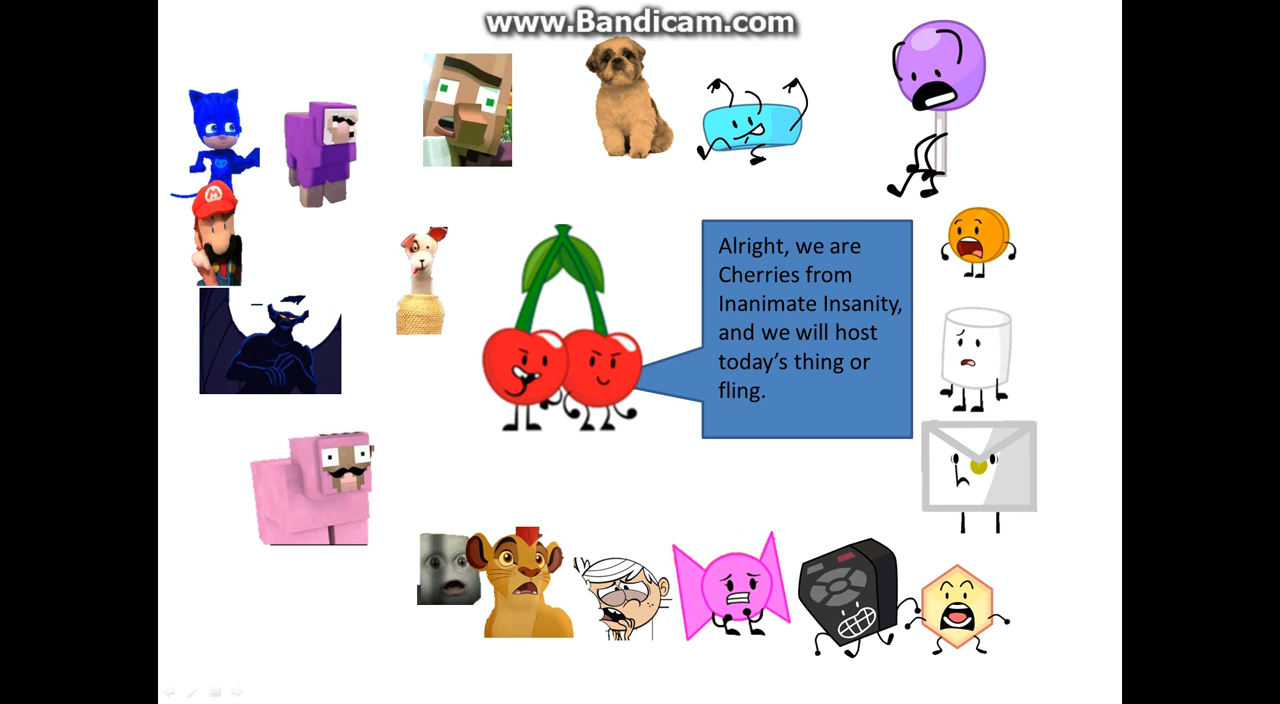 www.Bandicam.com
Alright, we are
Cherries from
Inanimate Insanity,
and we will host
today's thing or
fling.
M